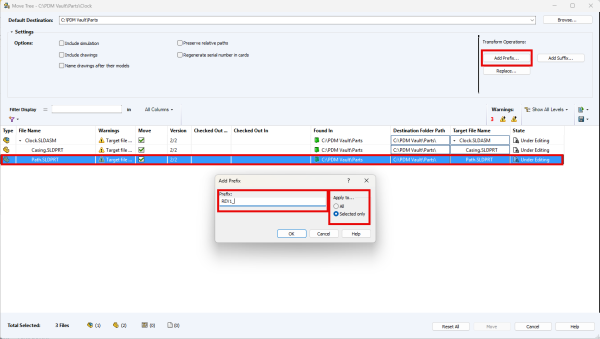 Move Tree - C:\PDM Vault\Parts\Clock
Default Destination: C:\PDM Vault\Parts Browse...
Settings
Options: Include simulation Preserve relative paths Transform Operations:
Include drawings Regenerate serial number in cards Add Prefix... Add Suffix...
Name drawings after their models Replace...
Filter Display: in All Columns Warnings: Show All Levels
Type File Name Warnings Move Version Checked Out ... Checked Out In Found In Destination Folder Path Target File Name State
Clock.SLDASM Target file ... 2/2 C:\PDM Vault\Parts C:\PDM Vault\Parts\ Clock.SLDASM Under Editing
Casing.SLDPRT Target file ... 2/2 C:\PDM Vault\Parts C:\PDM Vault\Parts\ Casing.SLDPRT Under Editing
Path.SLDPRT Target file ... 2/2 C:\PDM Vault\Parts C:\PDM Vault\Parts\ Path.SLDPRT Under Editing
Add Prefix
Prefix: Apply to...
All
Selected only
OK Cancel Help
Total Selected: 3 Files (1) (2) (0) (0) Reset All Move Cancel Help